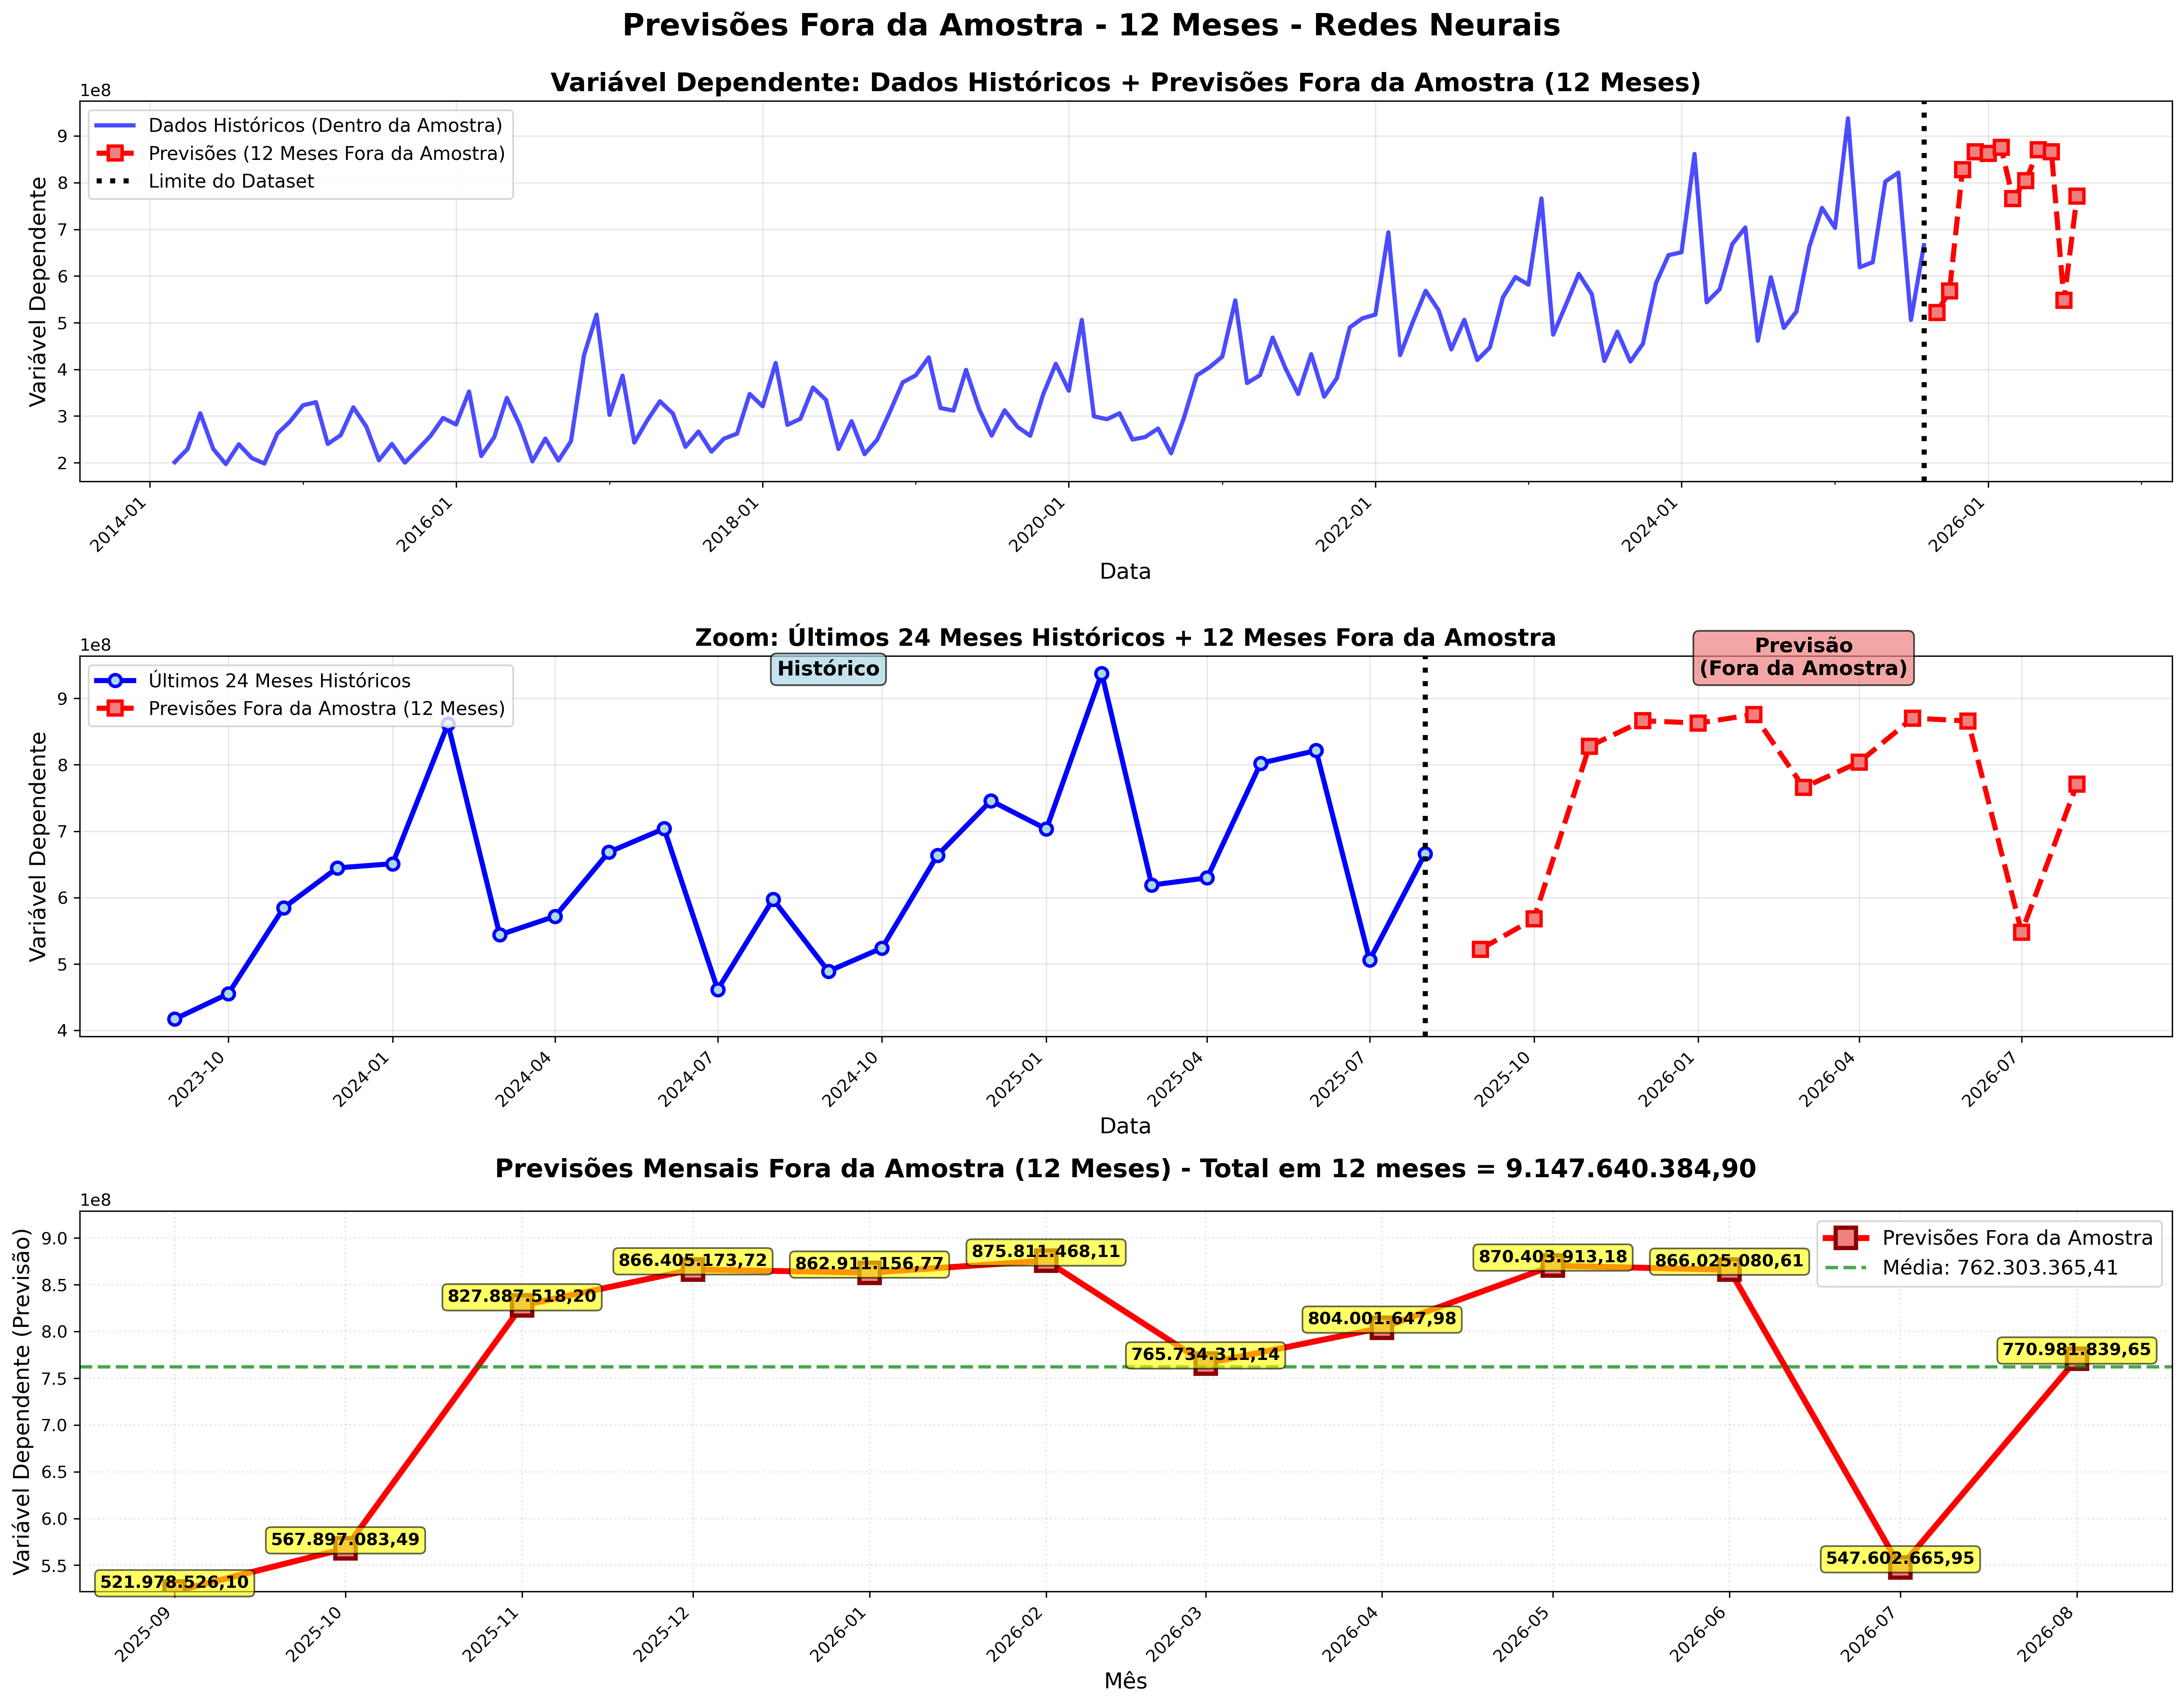 Previsões Fora da Amostra - 12 Meses - Redes Neurais
Variável Dependente: Dados Históricos + Previsões Fora da Amostra (12 Meses)
1e8
Dados Históricos (Dentro da Amostra)
Previsões (12 Meses Fora da Amostra)
Limite do Dataset
Variável Dependente
9
8
7
6
5
4
3
2
2014-01
2016-01
2018-01
2020-01
2022-01
2024-01
2026-01
Data
Zoom: Últimos 24 Meses Históricos + 12 Meses Fora da Amostra
1e8
Últimos 24 Meses Históricos
Previsões Fora da Amostra (12 Meses)
Histórico
Previsão
(Fora da Amostra)
Variável Dependente
9
8
7
6
5
4
2023-10
2024-01
2024-04
2024-07
2024-10
2025-01
2025-04
2025-07
2025-10
2026-01
2026-04
2026-07
Data
Previsões Mensais Fora da Amostra (12 Meses) - Total em 12 meses = 9.147.640.384,90
1e8
Previsões Fora da Amostra
Média: 762.303.365,41
Variável Dependente (Previsão)
9.0
8.5
8.0
7.5
7.0
6.5
6.0
5.5
521.978.526,10
567.897.083,49
827.887.518,20
866.405.173,72
862.911.156,77
875.811.468,11
765.734.311,14
804.001.647,98
870.403.913,18
866.025.080,61
547.602.665,95
770.981.839,65
2025-09
2025-10
2025-11
2025-12
2026-01
2026-02
2026-03
2026-04
2026-05
2026-06
2026-07
2026-08
Mês